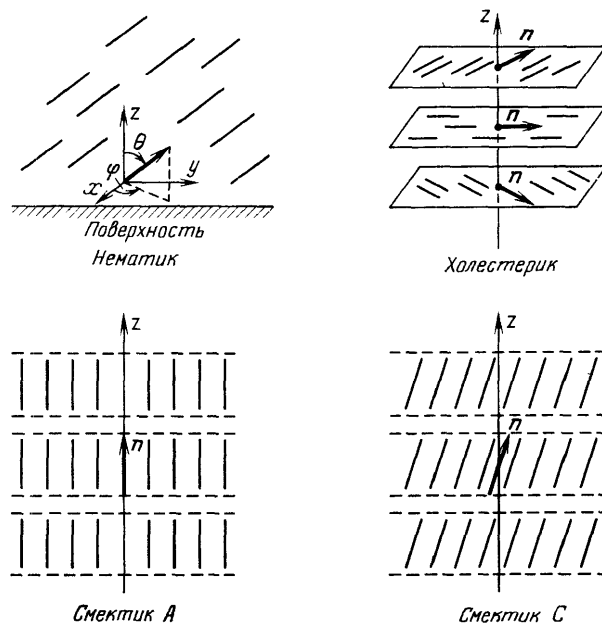 z
θ
φ
x
y
Поверхность
Нематик
z
n
n
n
Холестерик
z
n
Смектик А
z
n
Смектик С